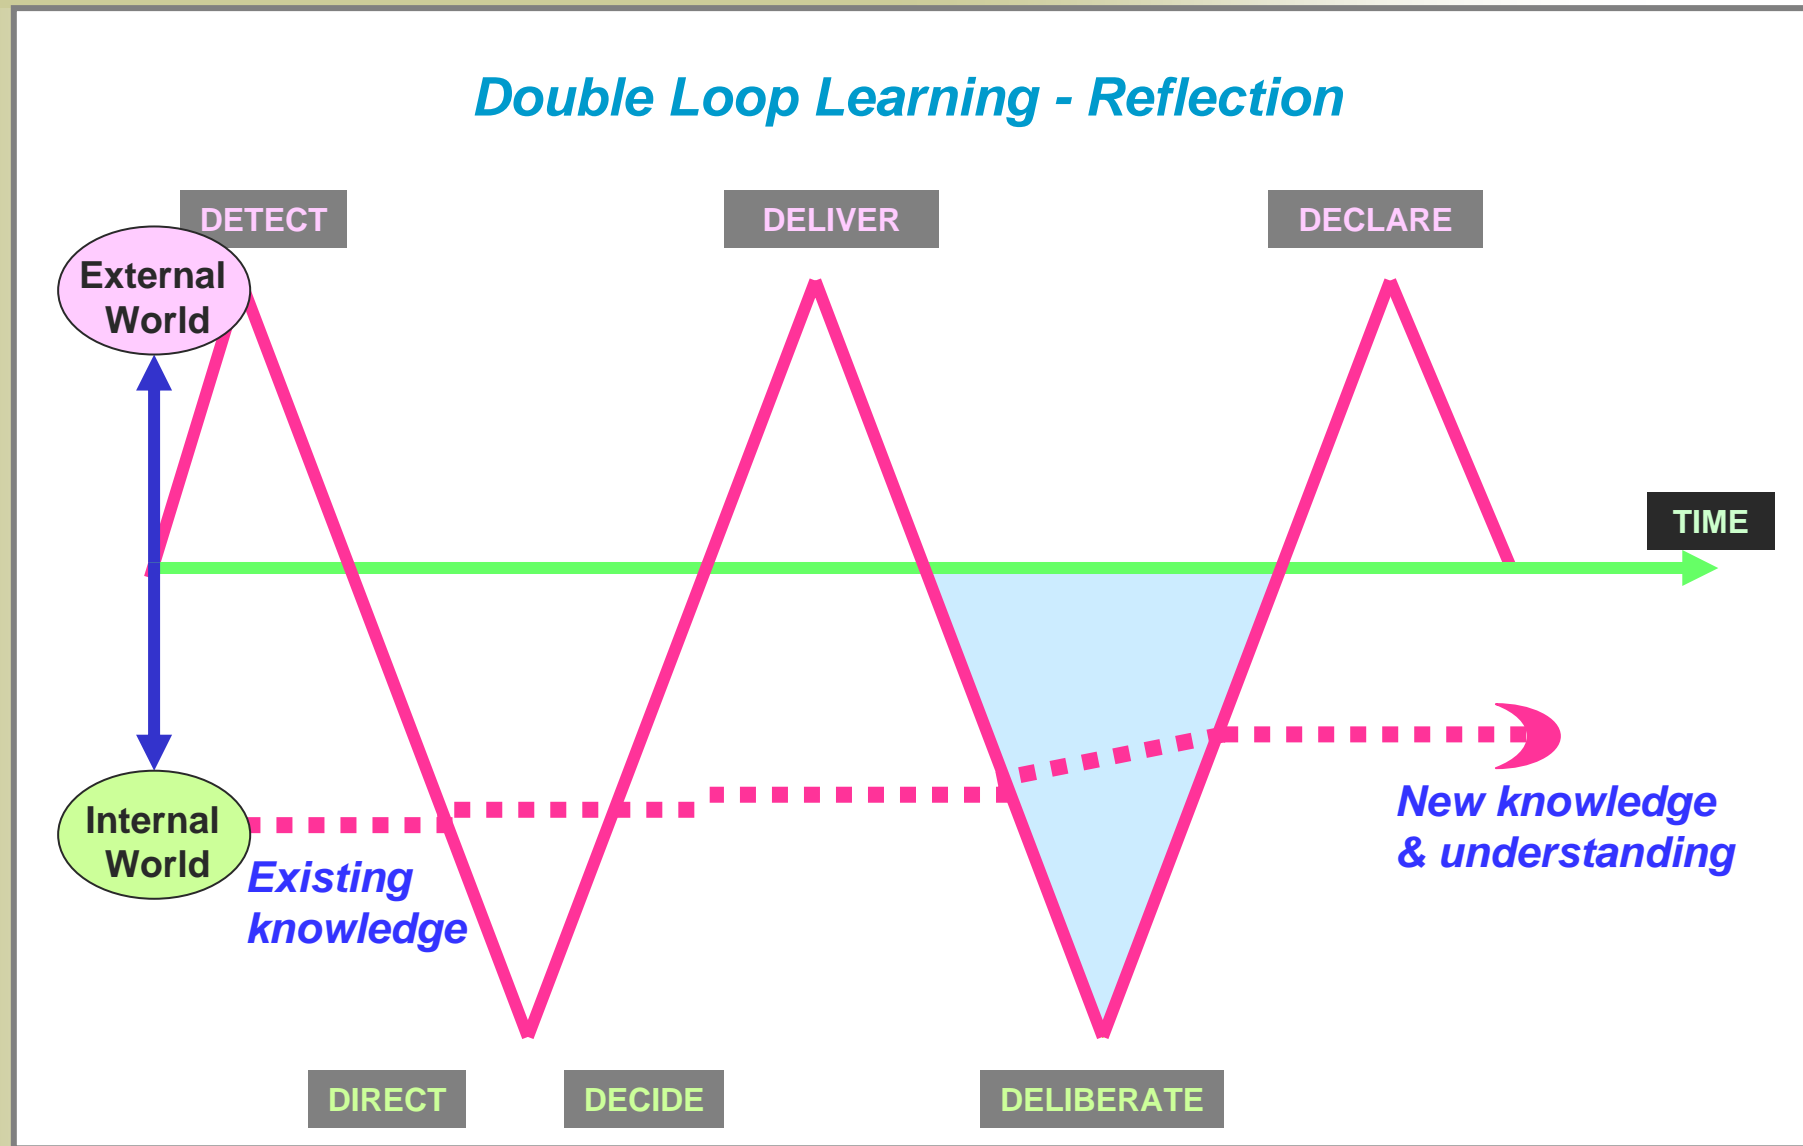 Double Loop Learning - Reflection
DETECT
DELIVER
DECLARE
External
World
TIME
Internal
World
Existing
knowledge
New knowledge
& understanding
DIRECT
DECIDE
DELIBERATE